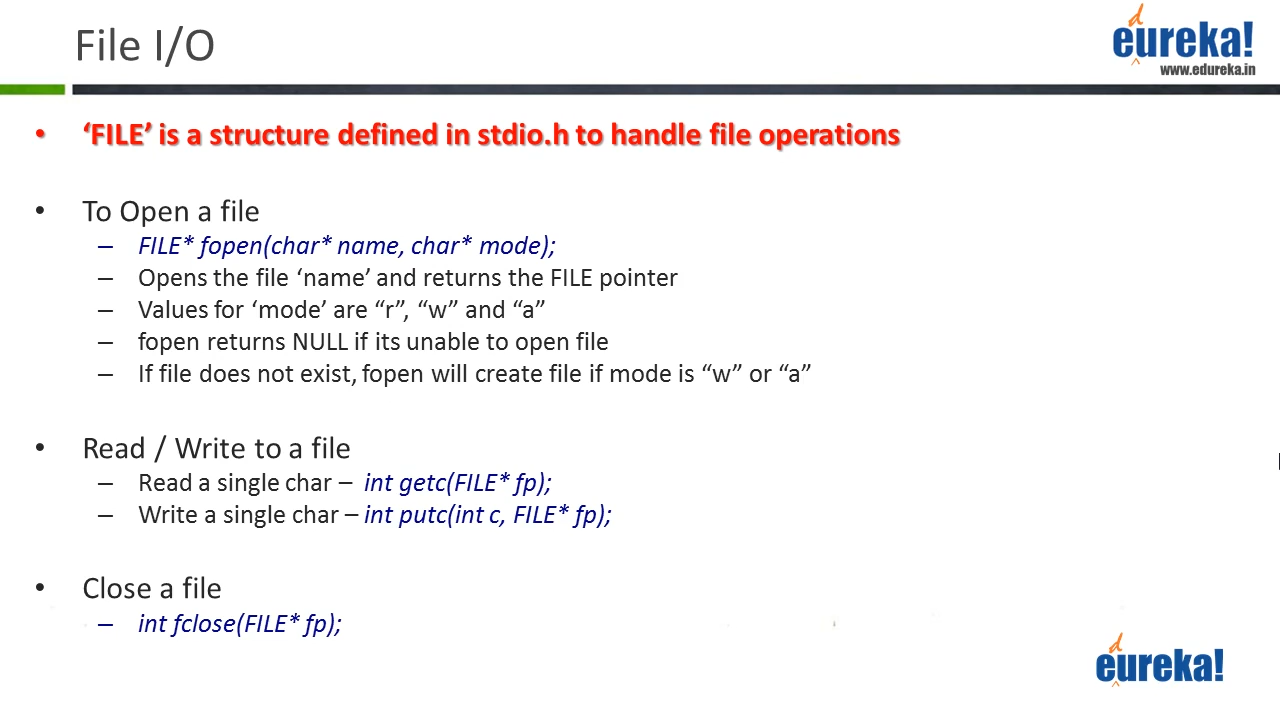 File I/O
edureka!
www.edureka.in
• ‘FILE’ is a structure defined in stdio.h to handle file operations
• To Open a file
– FILE* fopen(char* name, char* mode);
– Opens the file ‘name’ and returns the FILE pointer
– Values for ‘mode’ are “r”, “w” and “a”
– fopen returns NULL if its unable to open file
– If file does not exist, fopen will create file if mode is “w” or “a”
• Read / Write to a file
– Read a single char – int getc(FILE* fp);
– Write a single char – int putc(int c, FILE* fp);
• Close a file
– int fclose(FILE* fp);
edureka!